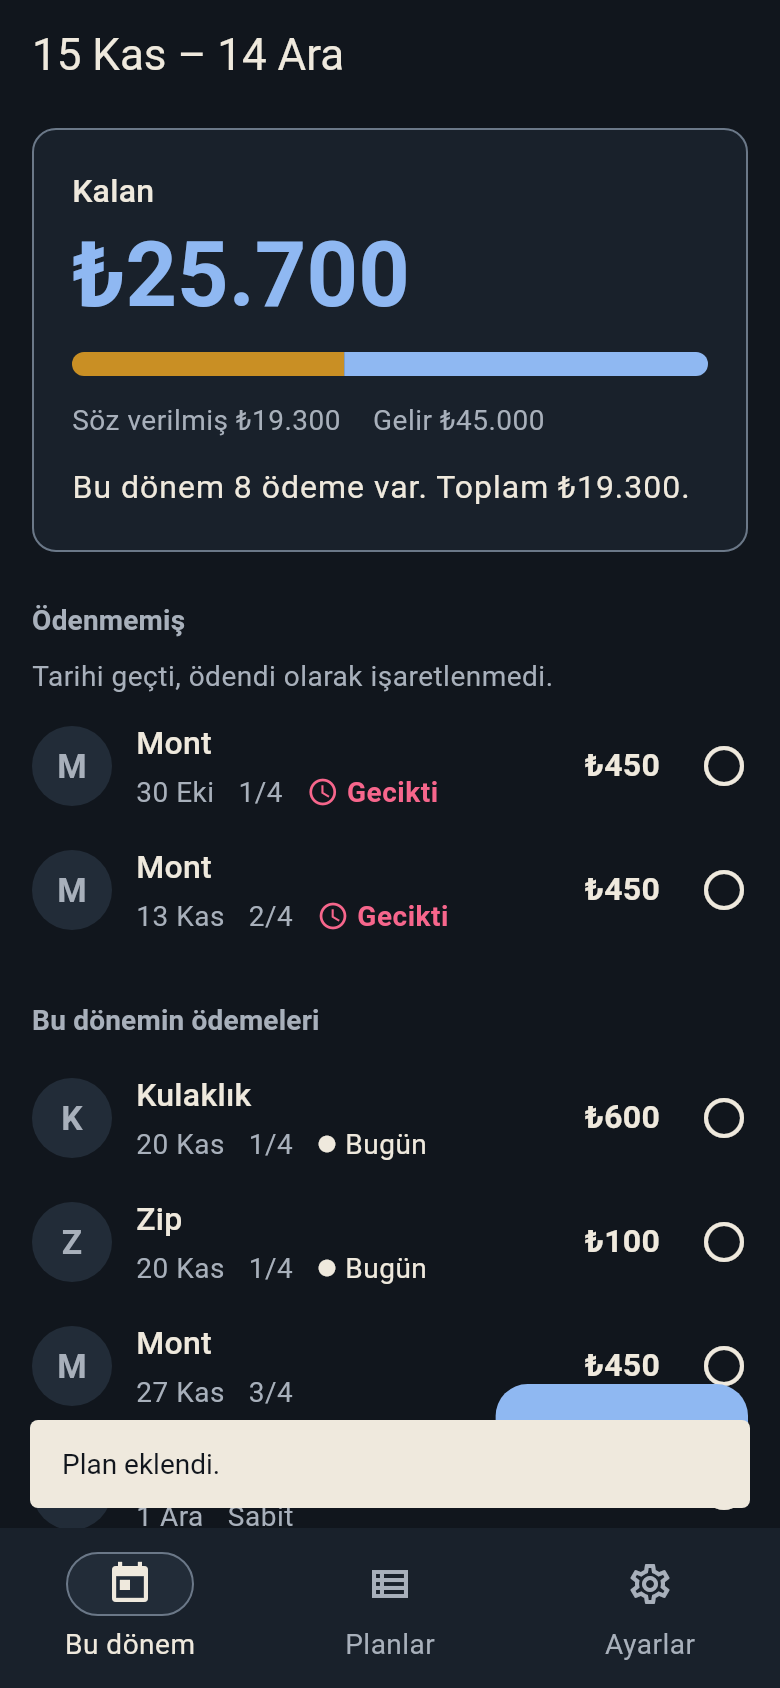 15 Kas – 14 Ara
Kalan
₺25.700
Söz verilmiş ₺19.300 Gelir ₺45.000
Bu dönem 8 ödeme var. Toplam ₺19.300.
Ödenmemiş
Tarihi geçti, ödendi olarak işaretlenmedi.
M Mont ₺450
30 Eki 1/4 Gecikti
M Mont ₺450
13 Kas 2/4 Gecikti
Bu dönemin ödemeleri
K Kulaklık ₺600
20 Kas 1/4 Bugün
Z Zip ₺100
20 Kas 1/4 Bugün
M Mont ₺450
27 Kas 3/4
Plan eklendi.
1 Ara Sabit
Bu dönem Planlar Ayarlar